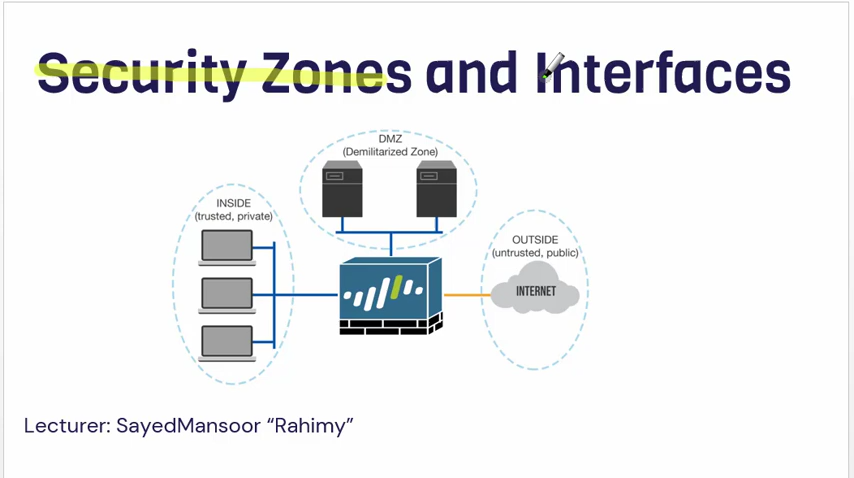 Security Zones and Interfaces
DMZ
(Demilitarized Zone)
INSIDE
(trusted, private)
OUTSIDE
(untrusted, public)
INTERNET
Lecturer: SayedMansoor “Rahimy”